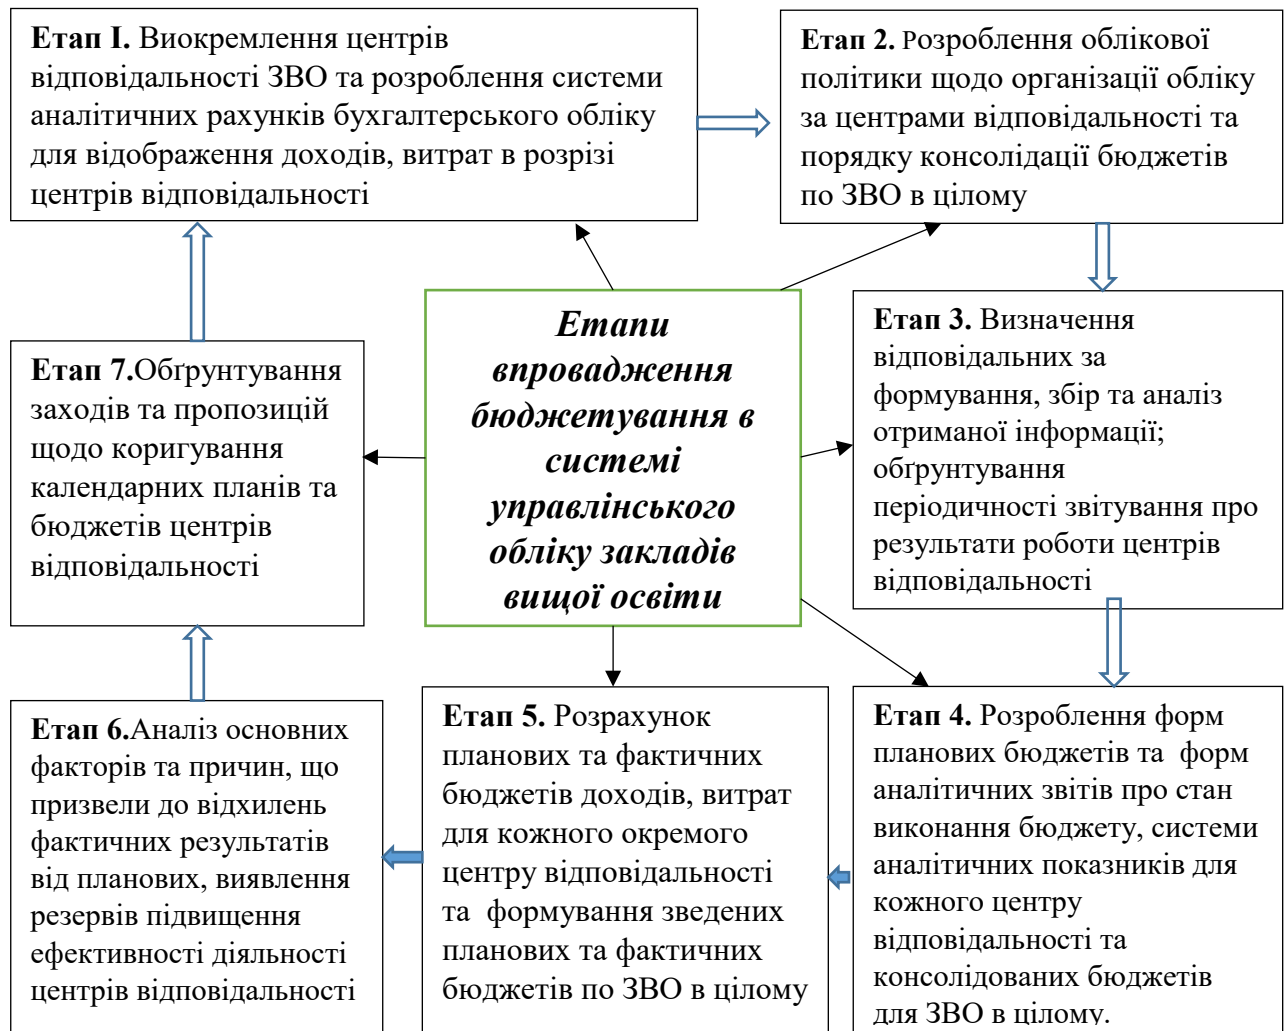 Етап I. Виокремлення центрів
відповідальності ЗВО та розроблення системи
аналітичних рахунків бухгалтерського обліку
для відображення доходів, витрат в розрізі
центрів відповідальності
Етап 2. Розроблення облікової
політики щодо організації обліку
за центрами відповідальності та
порядку консолідації бюджетів
по ЗВО в цілому
Етапи
впровадження
бюджетування в
системі
управлінського
обліку закладів
вищої освіти
Етап 3. Визначення
відповідальних за
формування, збір та аналіз
отриманої інформації;
обґрунтування
періодичності звітування про
результати роботи центрів
відповідальності
Етап 7.Обґрунтування
заходів та пропозицій
щодо коригування
календарних планів та
бюджетів центрів
відповідальності
Етап 6.Аналіз основних
факторів та причин, що
призвели до відхилень
фактичних результатів
від планових, виявлення
резервів підвищення
ефективності діяльності
центрів відповідальності
Етап 5. Розрахунок
планових та фактичних
бюджетів доходів, витрат
для кожного окремого
центру відповідальності
та  формування зведених
планових та фактичних
бюджетів по ЗВО в цілому
Етап 4. Розроблення форм
планових бюджетів та  форм
аналітичних звітів про стан
виконання бюджету, системи
аналітичних показників для
кожного центру
відповідальності та
консолідованих бюджетів
для ЗВО в цілому.